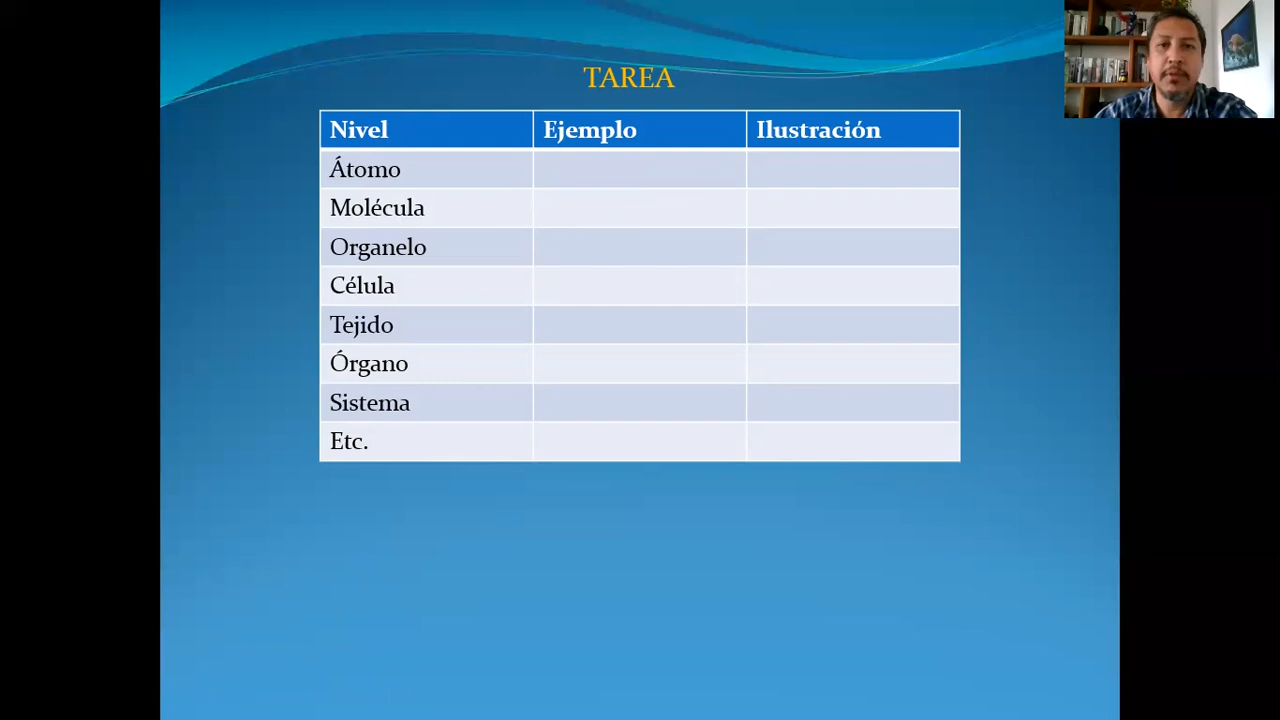 TAREA
Nivel Ejemplo Ilustración
Átomo
Molécula
Organelo
Célula
Tejido
Órgano
Sistema
Etc.